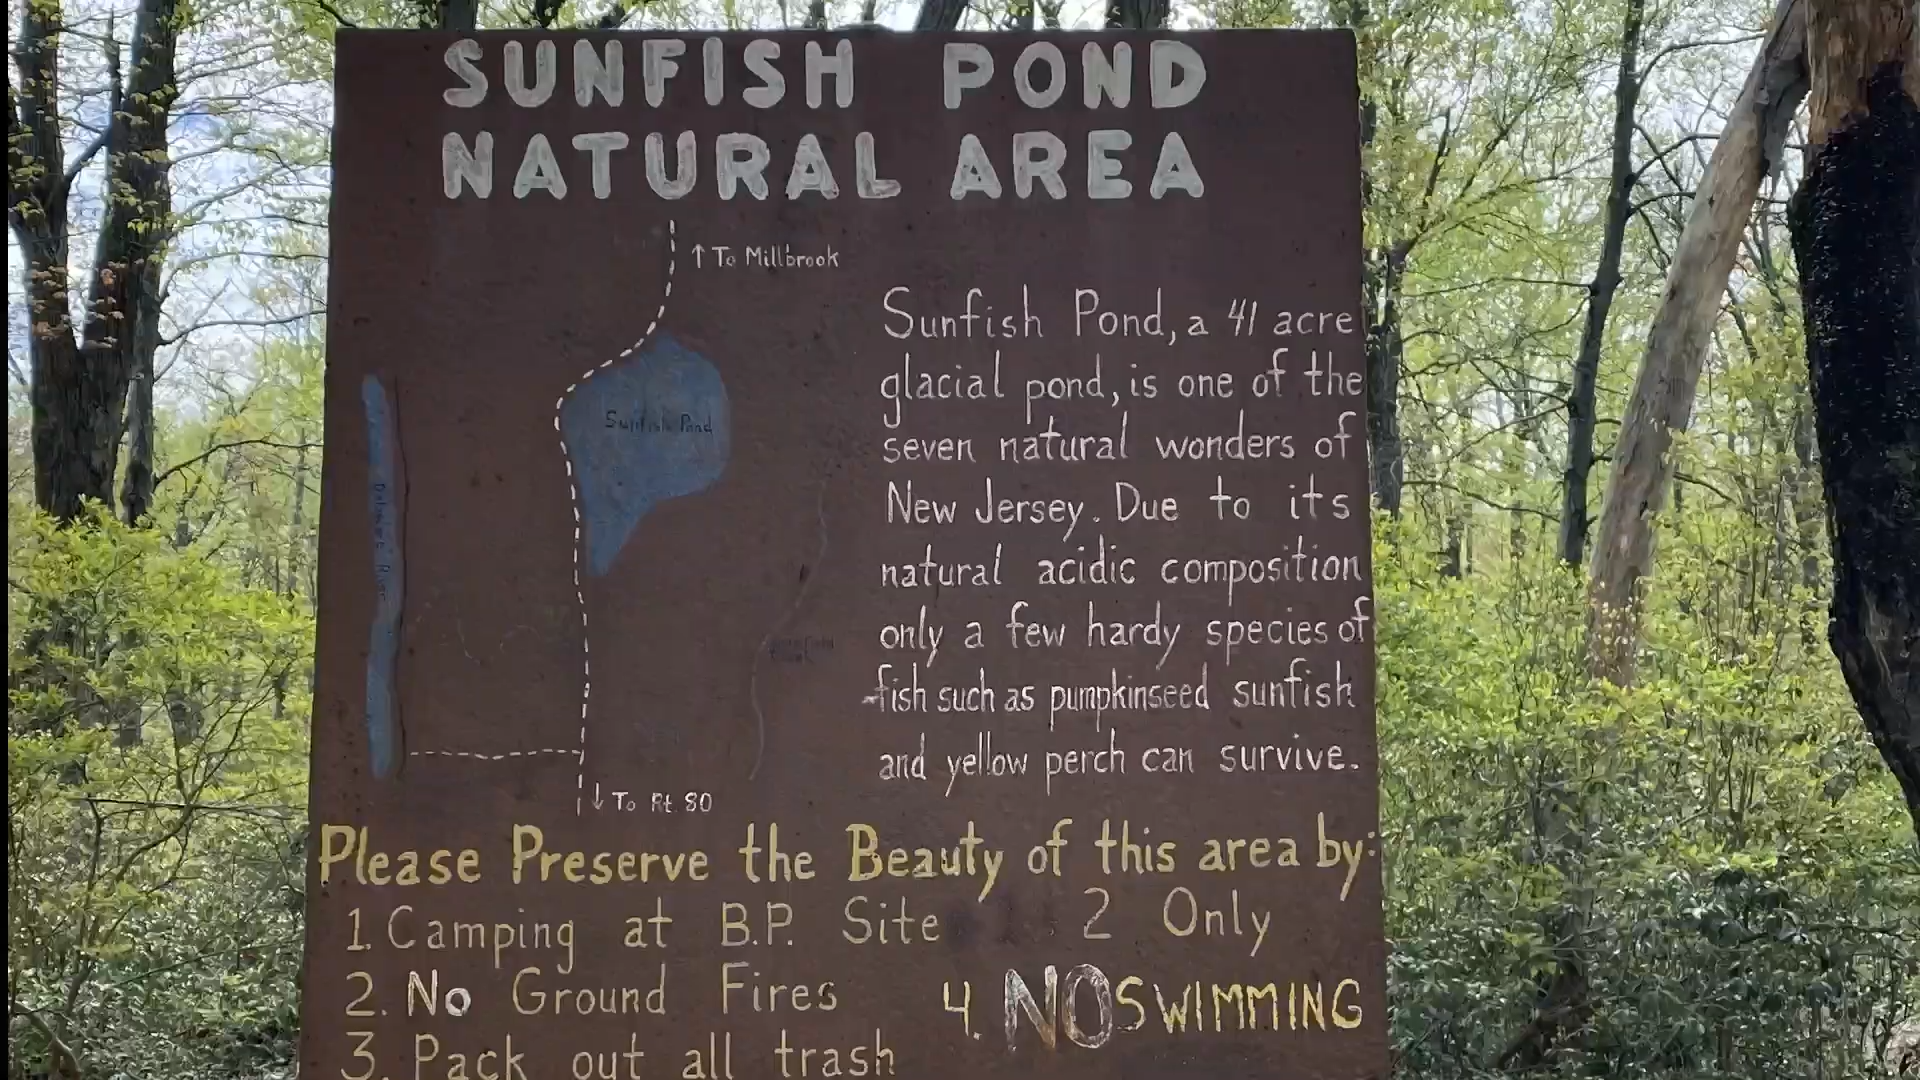 SUNFISH POND
NATURAL AREA
↑ To Millbrook
Sunfish Pond
Delaware River
↓ To Rt. 80
Sunfish Pond, a 41 acre
glacial pond, is one of the
seven natural wonders of
New Jersey. Due to its
natural acidic composition
only a few hardy species of
fish such as pumpkinseed sunfish
and yellow perch can survive.
Please Preserve the Beauty of this area by:
1. Camping at B.P. Site 2 Only
2. No Ground Fires
3. Pack out all trash
4. NO SWIMMING